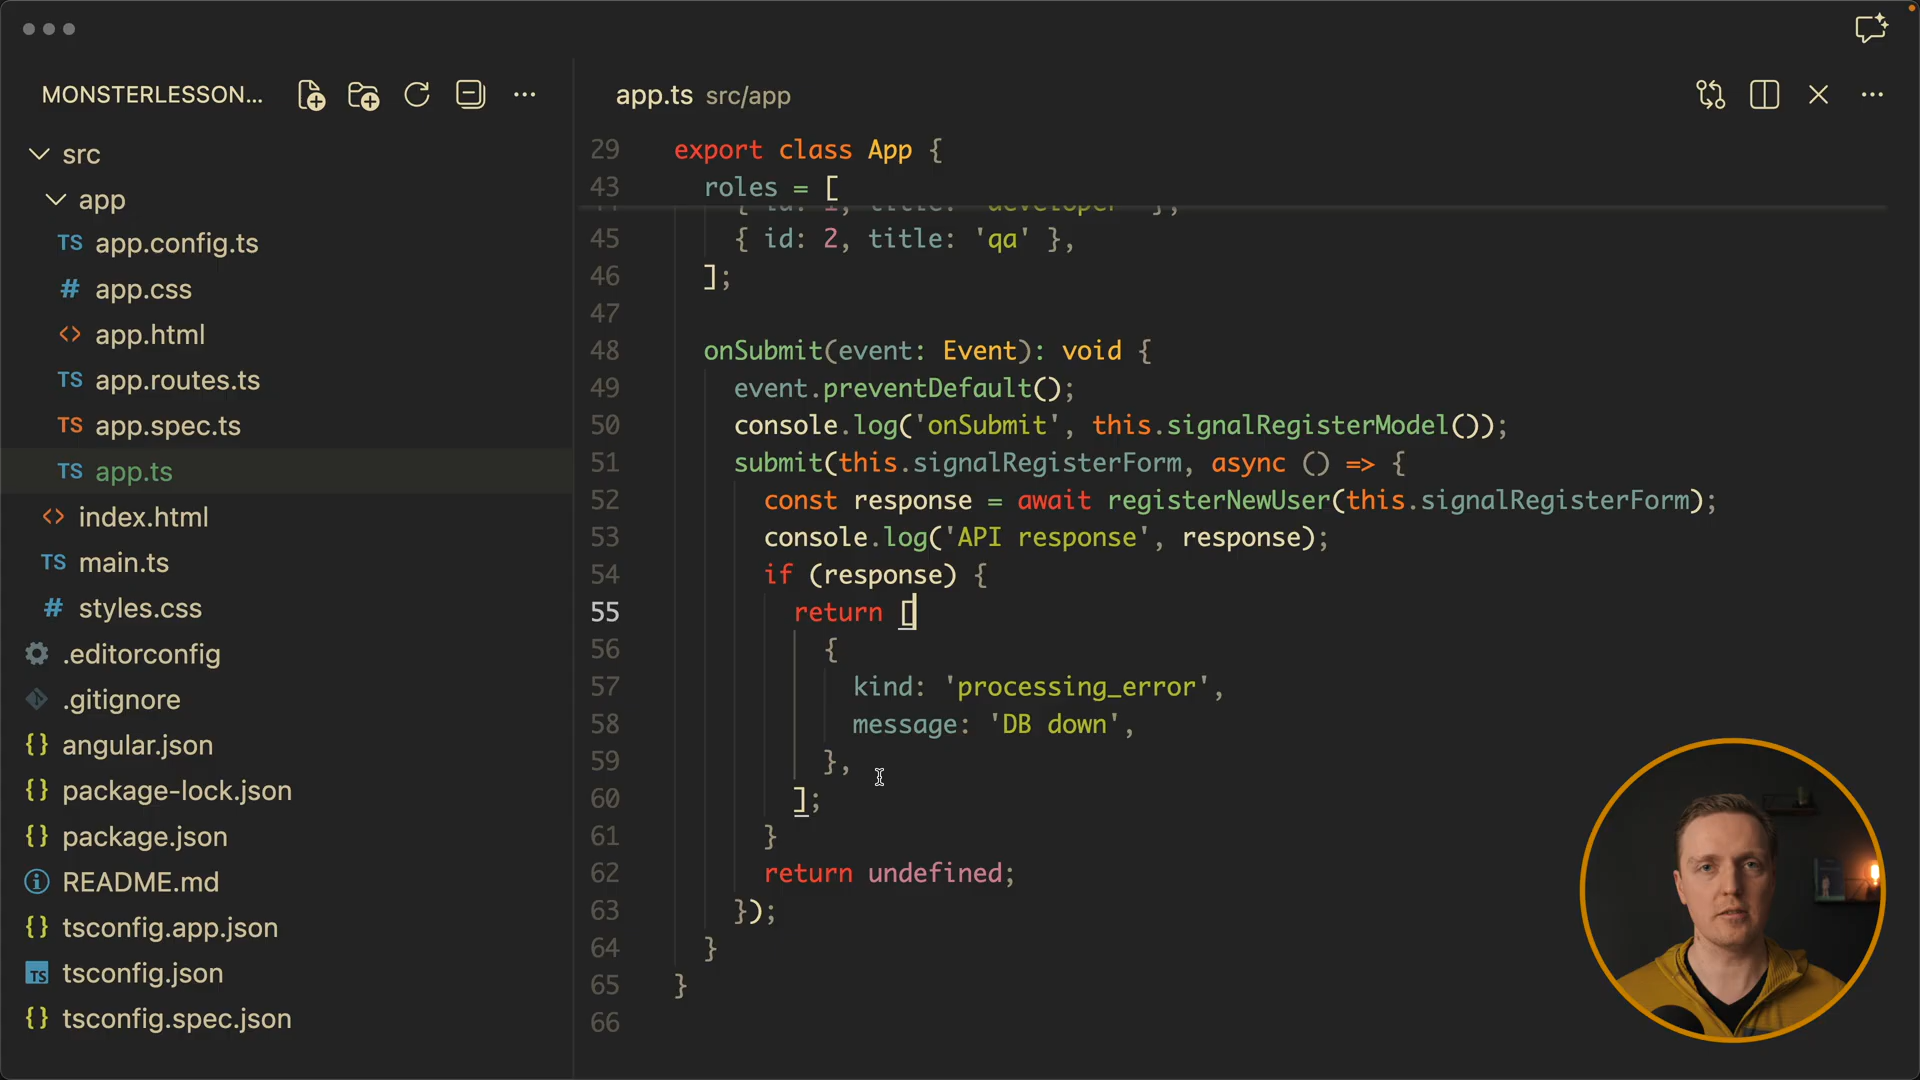 MONSTERLESSON...
src
app
TS app.config.ts
# app.css
<> app.html
TS app.routes.ts
TS app.spec.ts
TS app.ts
<> index.html
TS main.ts
# styles.css
.editorconfig
.gitignore
{} angular.json
{} package-lock.json
{} package.json
README.md
{} tsconfig.app.json
TS tsconfig.json
{} tsconfig.spec.json
app.ts src/app
29 export class App {
43 roles = [
{ id: 1, title: 'developer' },
45 { id: 2, title: 'qa' },
46 ];
47
48 onSubmit(event: Event): void {
49 event.preventDefault();
50 console.log('onSubmit', this.signalRegisterModel());
51 submit(this.signalRegisterForm, async () => {
52 const response = await registerNewUser(this.signalRegisterForm);
53 console.log('API response', response);
54 if (response) {
55 return [
56 {
57 kind: 'processing_error',
58 message: 'DB down',
59 },
60 ];
61 }
62 return undefined;
63 });
64 }
65 }
66